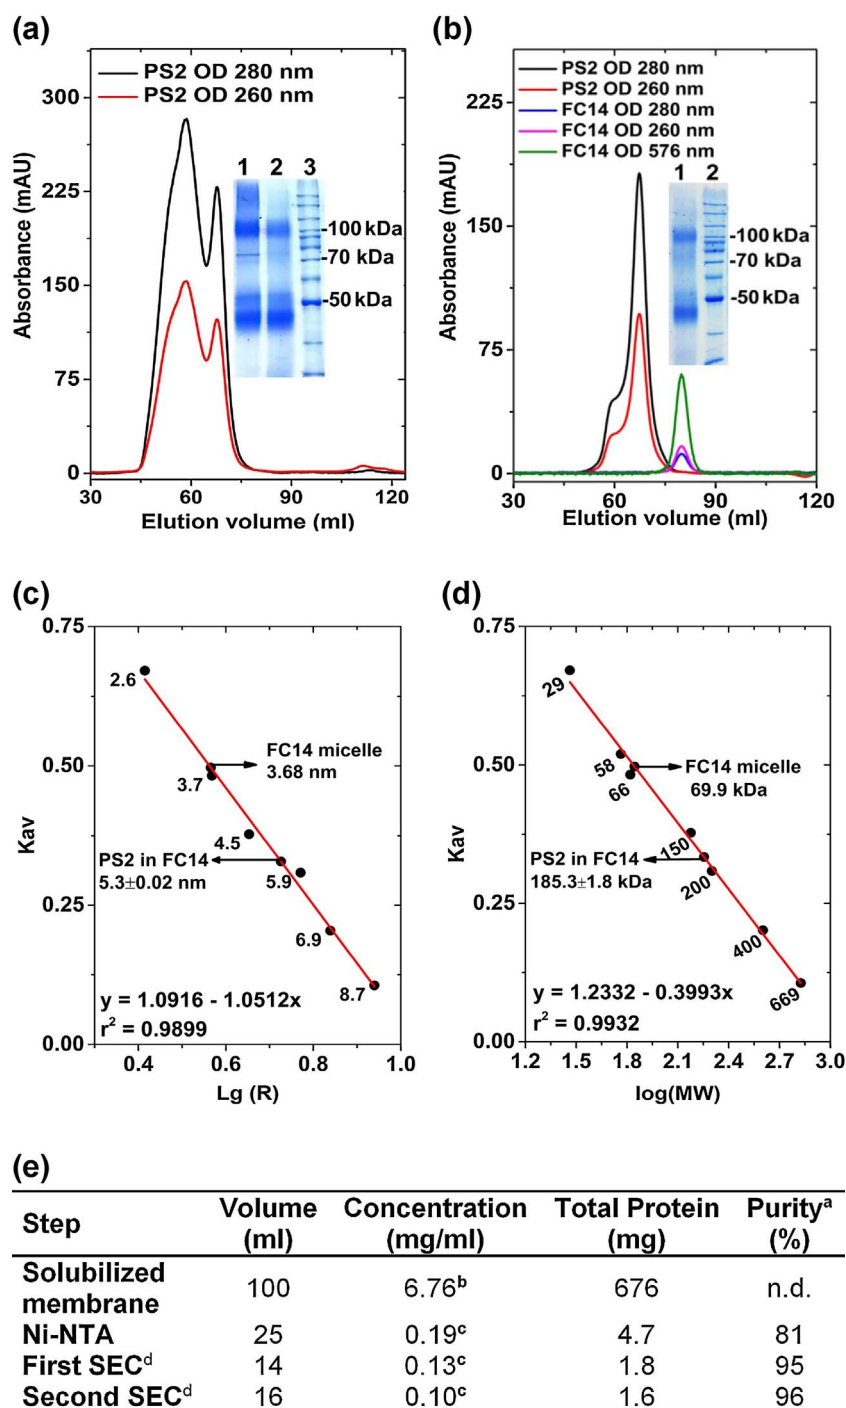 (a)
PS2 OD 280 nm
PS2 OD 260 nm
300
225
150
75
0
Absorbance (mAU)
1 2 3
-100 kDa
-70 kDa
-50 kDa
30 60 90 120
Elution volume (ml)
(b)
PS2 OD 280 nm
PS2 OD 260 nm
FC14 OD 280 nm
FC14 OD 260 nm
FC14 OD 576 nm
225
150
75
0
Absorbance (mAU)
1 2
-100 kDa
-70 kDa
-50 kDa
30 60 90 120
Elution volume (ml)
(c)
0.75
0.50
0.25
0.00
Kav
2.6
3.7
FC14 micelle
3.68 nm
4.5
PS2 in FC14
5.3±0.02 nm
5.9
6.9
8.7
y = 1.0916 - 1.0512x
r² = 0.9899
0.4 0.6 0.8 1.0
Lg (R)
(d)
0.75
0.50
0.25
0.00
Kav
29
58
66
FC14 micelle
69.9 kDa
150
PS2 in FC14
185.3±1.8 kDa
200
400
669
y = 1.2332 - 0.3993x
r² = 0.9932
1.2 1.5 1.8 2.1 2.4 2.7 3.0
log(MW)
(e)
Step Volume (ml) Concentration (mg/ml) Total Protein (mg) Purityᵃ (%)
Solubilized membrane 100 6.76ᵇ 676 n.d.
Ni-NTA 25 0.19ᶜ 4.7 81
First SECᵈ 14 0.13ᶜ 1.8 95
Second SECᵈ 16 0.10ᶜ 1.6 96